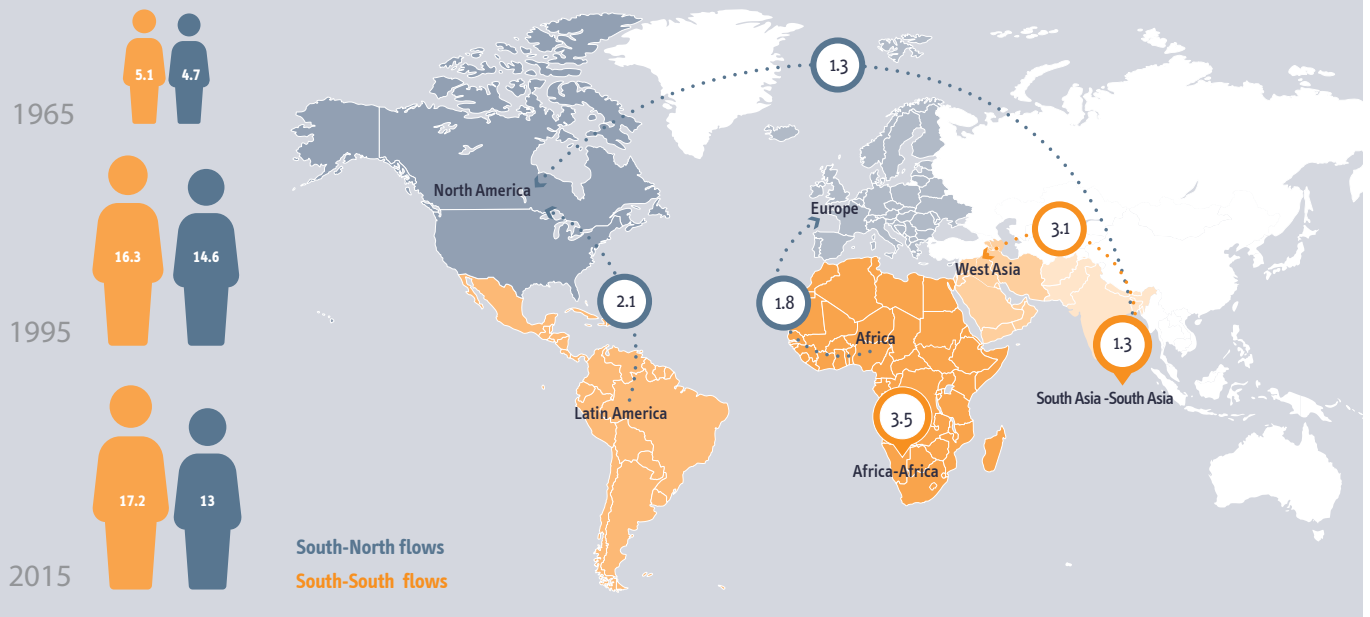 5.1
4.7
1965
16.3
14.6
1995
17.2
13
2015
South-North flows
South-South flows
1.3
North America
Europe
3.1
West Asia
2.1
1.8
Africa
1.3
South Asia -South Asia
Latin America
3.5
Africa-Africa